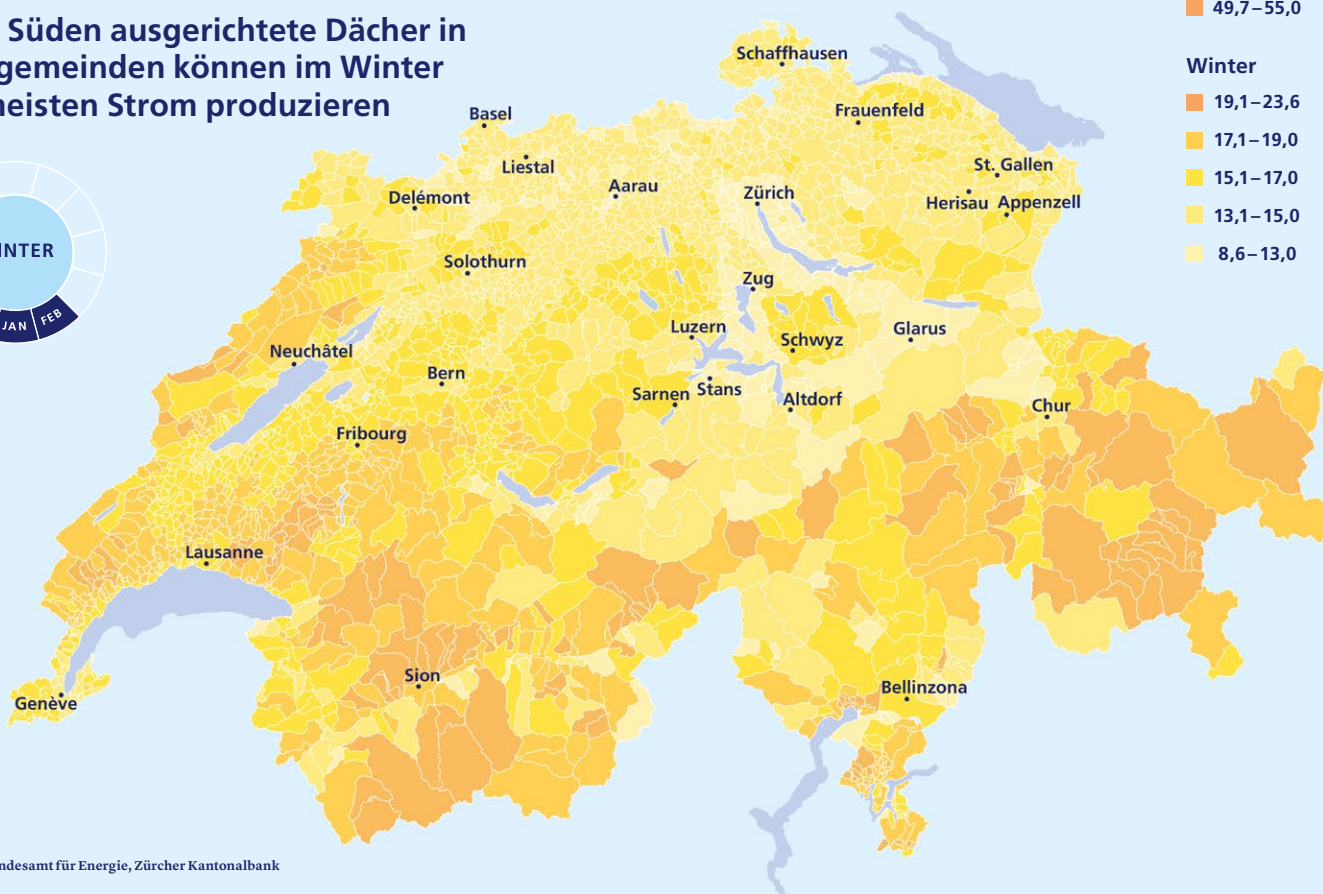 Süden ausgerichtete Dächer in
gemeinden können im Winter
meisten Strom produzieren
49,7–55,0
Winter
19,1–23,6
17,1–19,0
15,1–17,0
13,1–15,0
8,6–13,0
JAN
FEB
Schaffhausen
Basel
Frauenfeld
Liestal
St. Gallen
Delémont
Aarau
Zürich
Herisau
Appenzell
Solothurn
Zug
Luzern
Schwyz
Glarus
Neuchâtel
Bern
Sarnen
Stans
Altdorf
Chur
Fribourg
Lausanne
Sion
Bellinzona
Genève
für Energie, Zürcher Kantonalbank